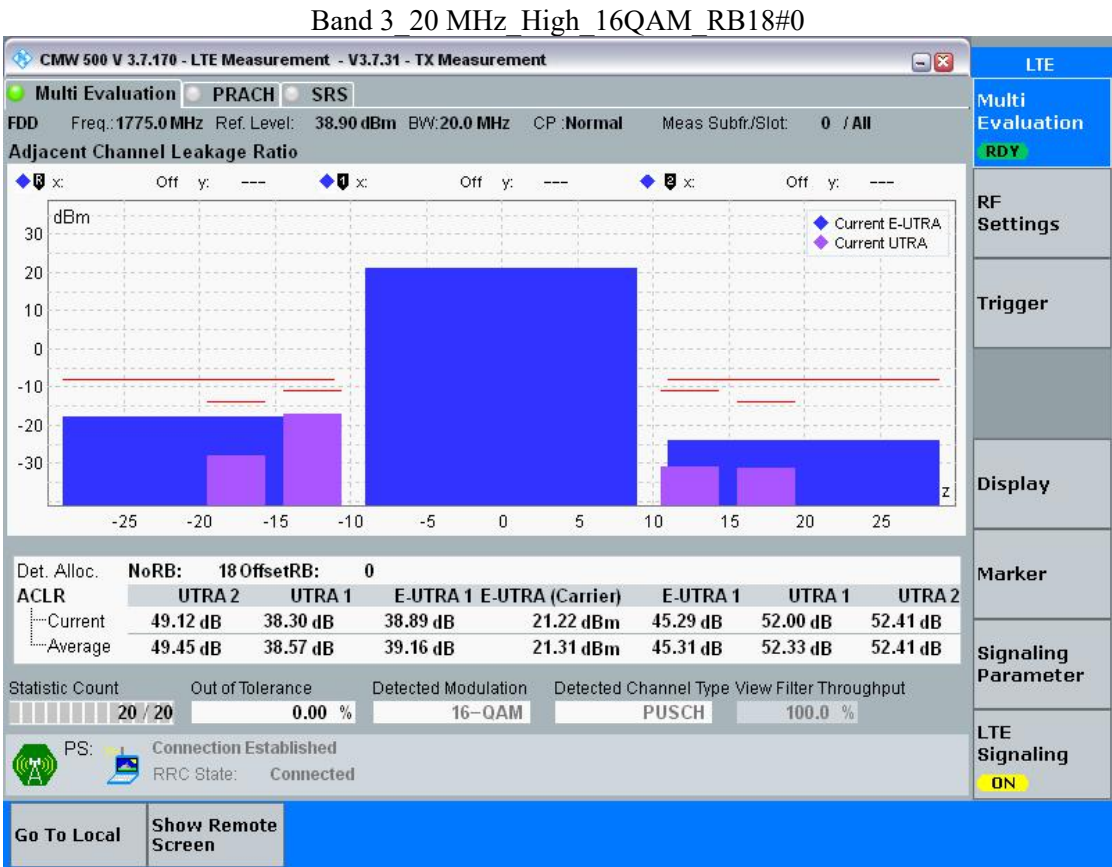 Band 3_20 MHz_High_16QAM_RB18#0
CMW 500 V 3.7.170 - LTE Measurement - V3.7.31 - TX Measurement
LTE
Multi Evaluation PRACH SRS
Multi
Evaluation
RDY
FDD Freq.: 1775.0 MHz Ref. Level: 38.90 dBm BW: 20.0 MHz CP : Normal Meas Subfr./Slot: 0 / All
Adjacent Channel Leakage Ratio
R x: Off y: --- 1 x: Off y: --- 2 x: Off y: ---
dBm
Current E-UTRA
Current UTRA
30
20
10
0
-10
-20
-30
z
-25 -20 -15 -10 -5 0 5 10 15 20 25
RF
Settings
Trigger
Display
Marker
Signaling
Parameter
LTE
Signaling
ON
Det. Alloc. NoRB: 18 OffsetRB: 0
ACLR UTRA 2 UTRA 1 E-UTRA 1 E-UTRA (Carrier) E-UTRA 1 UTRA 1 UTRA 2
Current 49.12 dB 38.30 dB 38.89 dB 21.22 dBm 45.29 dB 52.00 dB 52.41 dB
Average 49.45 dB 38.57 dB 39.16 dB 21.31 dBm 45.31 dB 52.33 dB 52.41 dB
Statistic Count Out of Tolerance Detected Modulation Detected Channel Type View Filter Throughput
20 / 20 0.00 % 16-QAM PUSCH 100.0 %
PS: Connection Established
RRC State: Connected
Go To Local
Show Remote
Screen